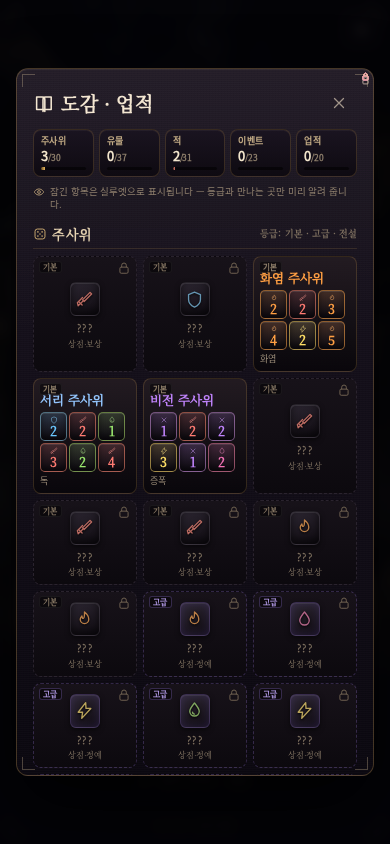 도감 · 업적
주사위 유물 적 이벤트 업적
3/30 0/37 2/31 0/23 0/20
잠긴 항목은 실루엣으로 표시됩니다 — 등급과 만나는 곳만 미리 알려 줍니
다.
주사위 등급: 기본 · 고급 · 전설
기본 기본 기본
화염 주사위
2 2 3
4 2 5
??? ???
상점·보상 상점·보상 화염
기본 기본 기본
서리 주사위 비전 주사위
2 2 1 1 2 2
3 2 4 3 1 2
???
독 증폭 상점·보상
기본 기본 기본
??? ??? ???
상점·보상 상점·보상 상점·보상
기본 고급 고급
??? ??? ???
상점·보상 상점·정예 상점·정예
고급 고급 고급
??? ??? ???
상점·정예 상점·정예 상점·정예